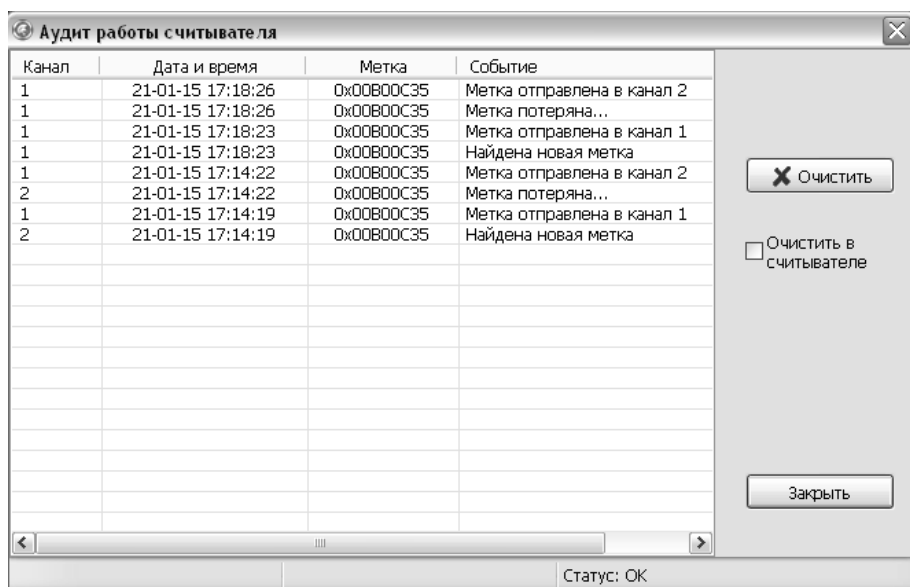 Аудит работы считывателя
Канал Дата и время Метка Событие
1 21-01-15 17:18:26 0x00B00C35 Метка отправлена в канал 2
1 21-01-15 17:18:26 0x00B00C35 Метка потеряна...
1 21-01-15 17:18:23 0x00B00C35 Метка отправлена в канал 1
1 21-01-15 17:18:23 0x00B00C35 Найдена новая метка
1 21-01-15 17:14:22 0x00B00C35 Метка отправлена в канал 2
2 21-01-15 17:14:22 0x00B00C35 Метка потеряна...
1 21-01-15 17:14:19 0x00B00C35 Метка отправлена в канал 1
2 21-01-15 17:14:19 0x00B00C35 Найдена новая метка
Очистить
Очистить в
считывателе
Закрыть
Статус: OK